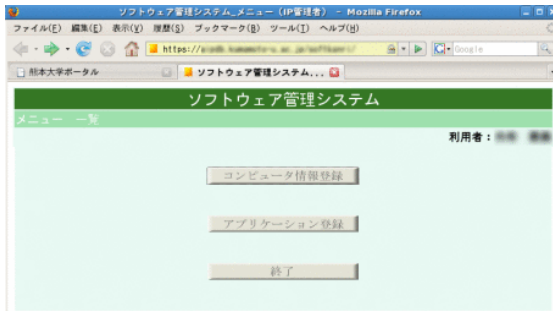 ソフトウェア管理システム_メニュー（IP管理者） - Mozilla Firefox
ファイル(F) 編集(E) 表示(V) 履歴(S) ブックマーク(B) ツール(T) ヘルプ(H)
https://
Google
熊本大学ポータル
ソフトウェア管理システム...
ソフトウェア管理システム
メニュー 一覧
利用者：
コンピュータ情報登録
アプリケーション登録
終了